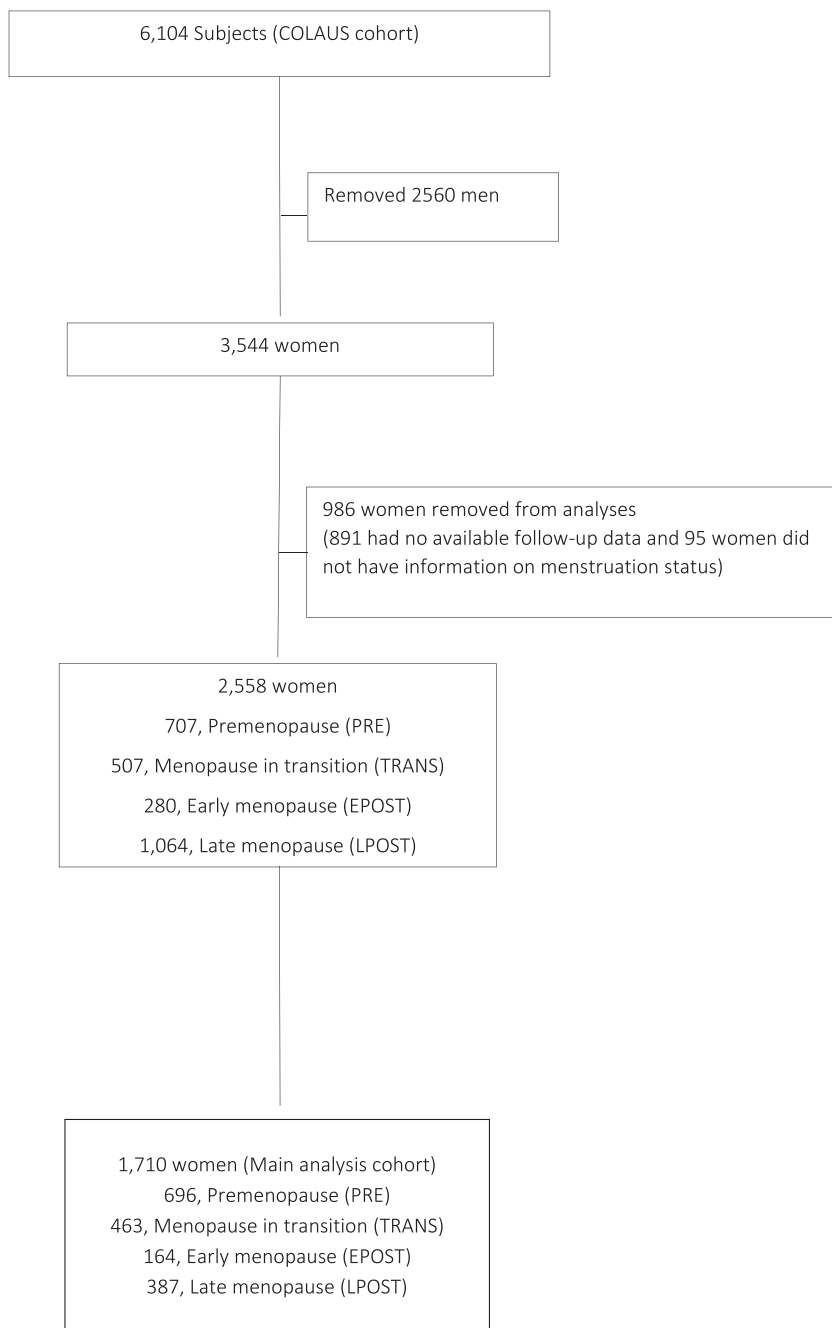 6,104 Subjects (COLAUS cohort)
Removed 2560 men
3,544 women
986 women removed from analyses
(891 had no available follow-up data and 95 women did
not have information on menstruation status)
2,558 women
707, Premenopause (PRE)
507, Menopause in transition (TRANS)
280, Early menopause (EPOST)
1,064, Late menopause (LPOST)
1,710 women (Main analysis cohort)
696, Premenopause (PRE)
463, Menopause in transition (TRANS)
164, Early menopause (EPOST)
387, Late menopause (LPOST)